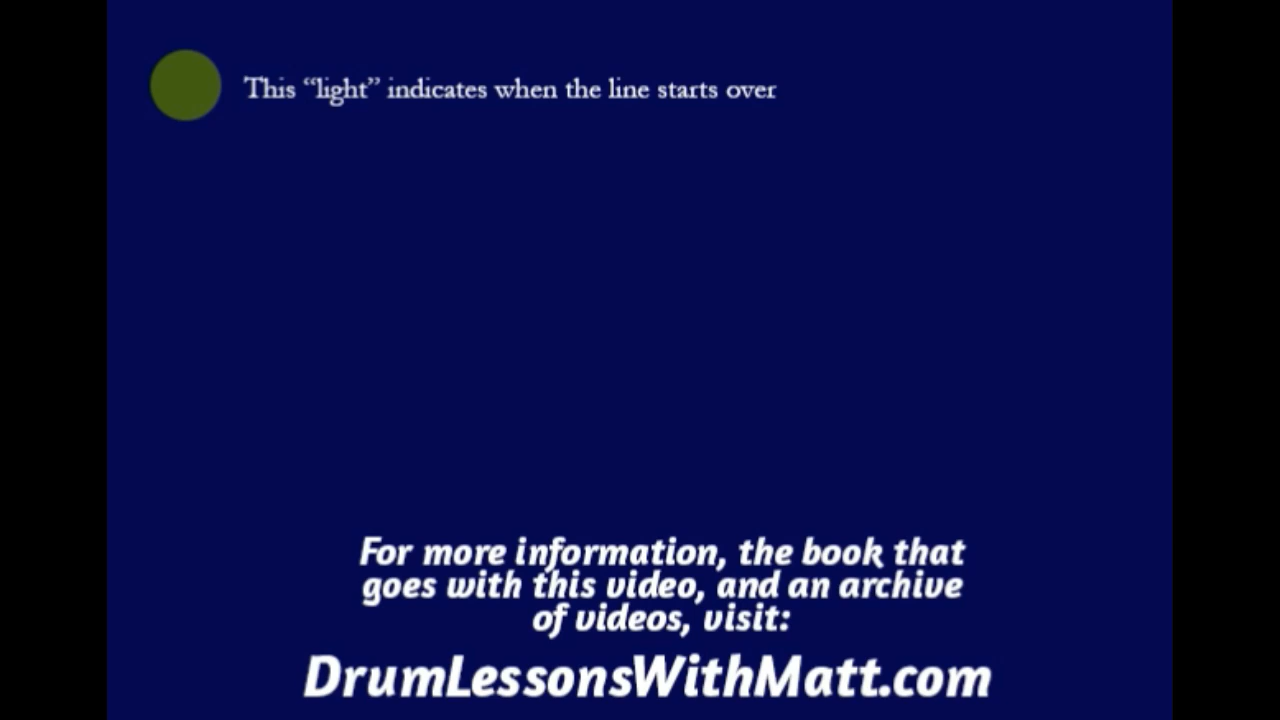 This “light” indicates when the line starts over
For more information, the book that
goes with this video, and an archive
of videos, visit:
DrumLessonsWithMatt.com